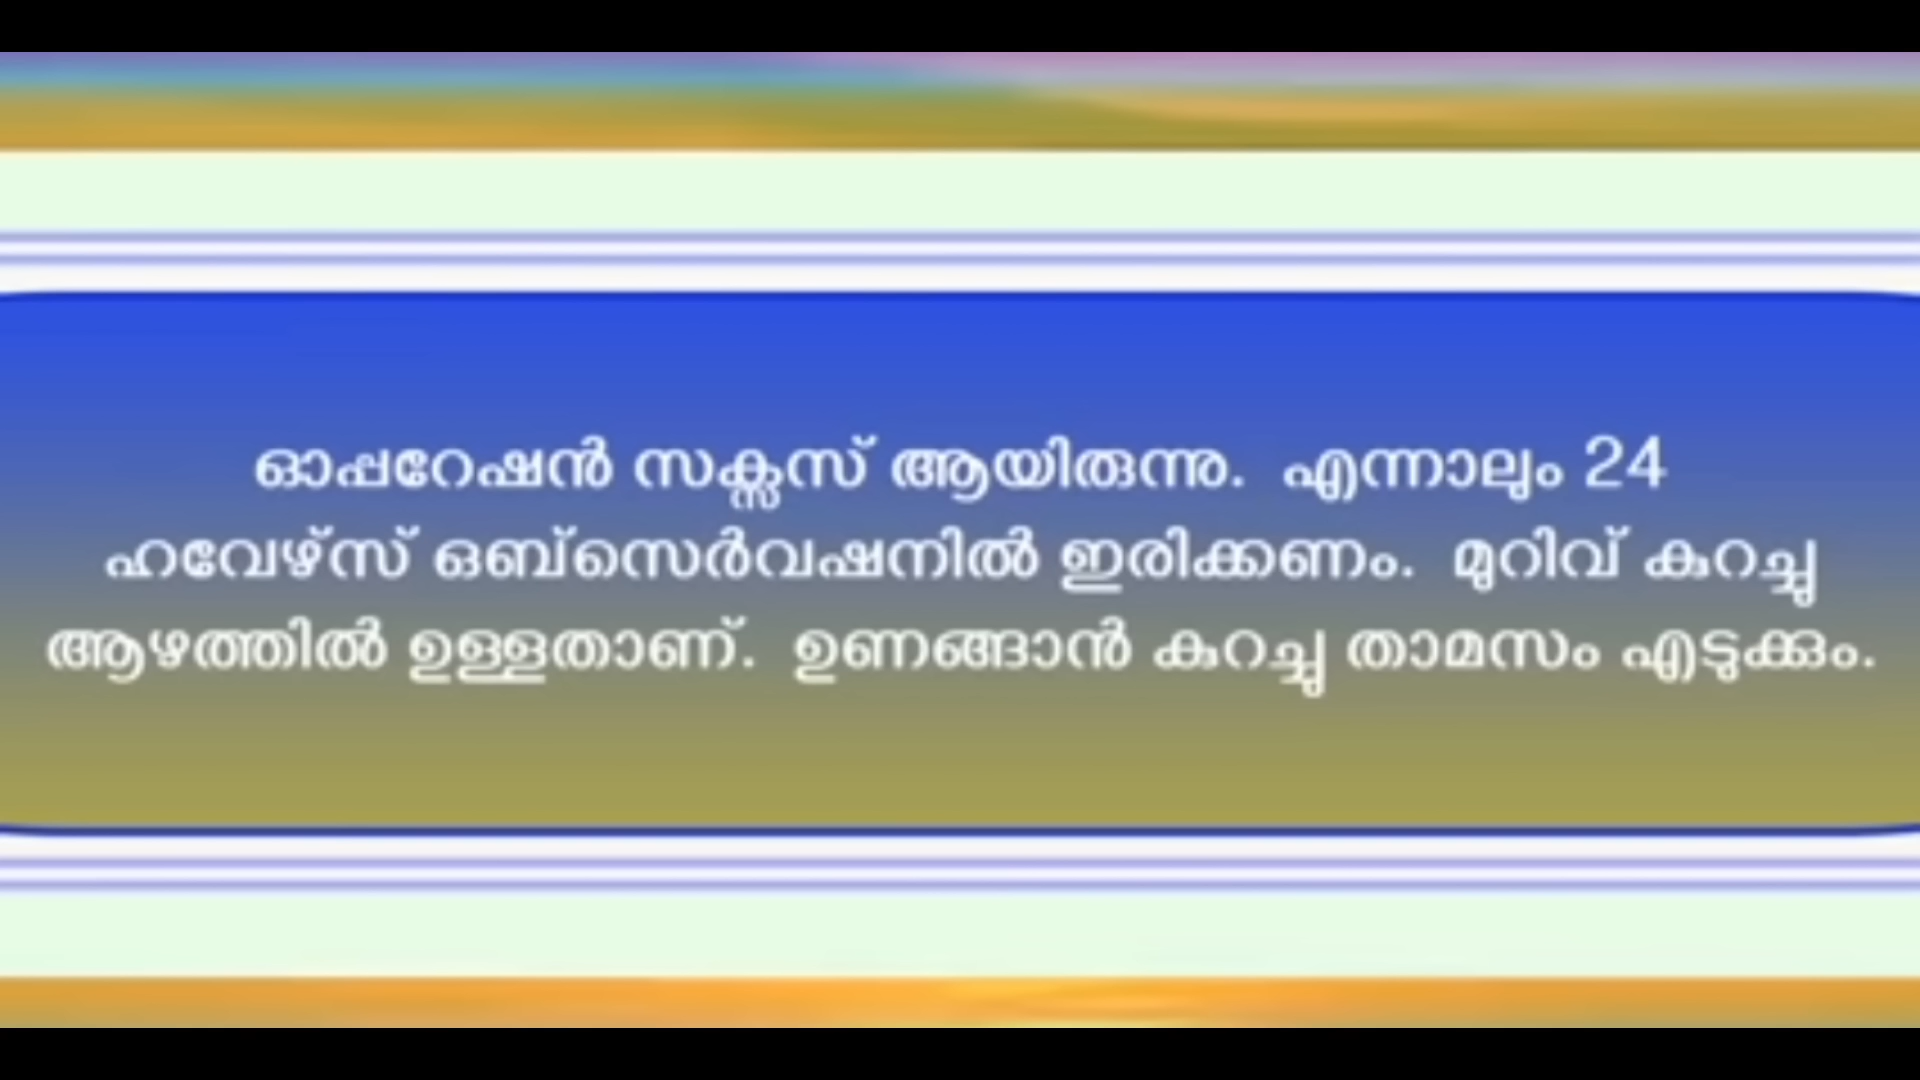 ഓപ്പറേഷൻ സക്സസ് ആയിരുന്നു. എന്നാലും 24
ഹവേഴ്സ് ഒബ്സെർവഷനിൽ ഇരിക്കണം. മുറിവ് കുറച്ചു
ആഴത്തിൽ ഉള്ളതാണ്. ഉണങ്ങാൻ കുറച്ചു താമസം എടുക്കും.